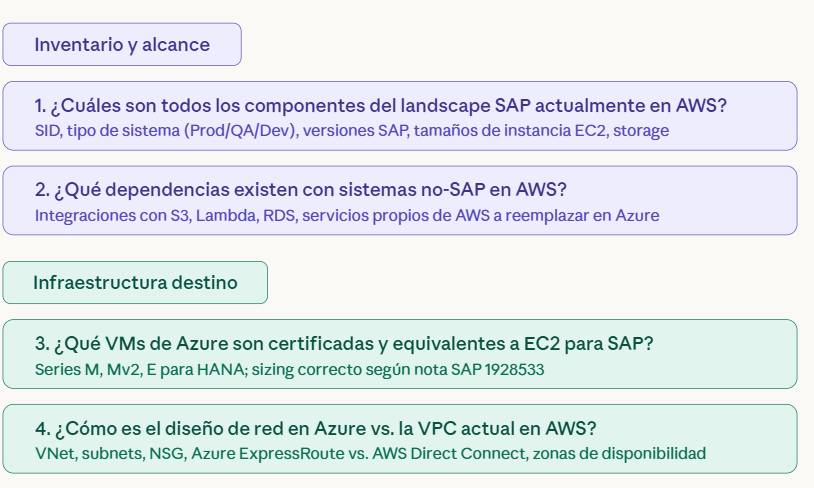 Inventario y alcance
1. ¿Cuáles son todos los componentes del landscape SAP actualmente en AWS?
SID, tipo de sistema (Prod/QA/Dev), versiones SAP, tamaños de instancia EC2, storage
2. ¿Qué dependencias existen con sistemas no-SAP en AWS?
Integraciones con S3, Lambda, RDS, servicios propios de AWS a reemplazar en Azure
Infraestructura destino
3. ¿Qué VMs de Azure son certificadas y equivalentes a EC2 para SAP?
Series M, Mv2, E para HANA; sizing correcto según nota SAP 1928533
4. ¿Cómo es el diseño de red en Azure vs. la VPC actual en AWS?
VNet, subnets, NSG, Azure ExpressRoute vs. AWS Direct Connect, zonas de disponibilidad